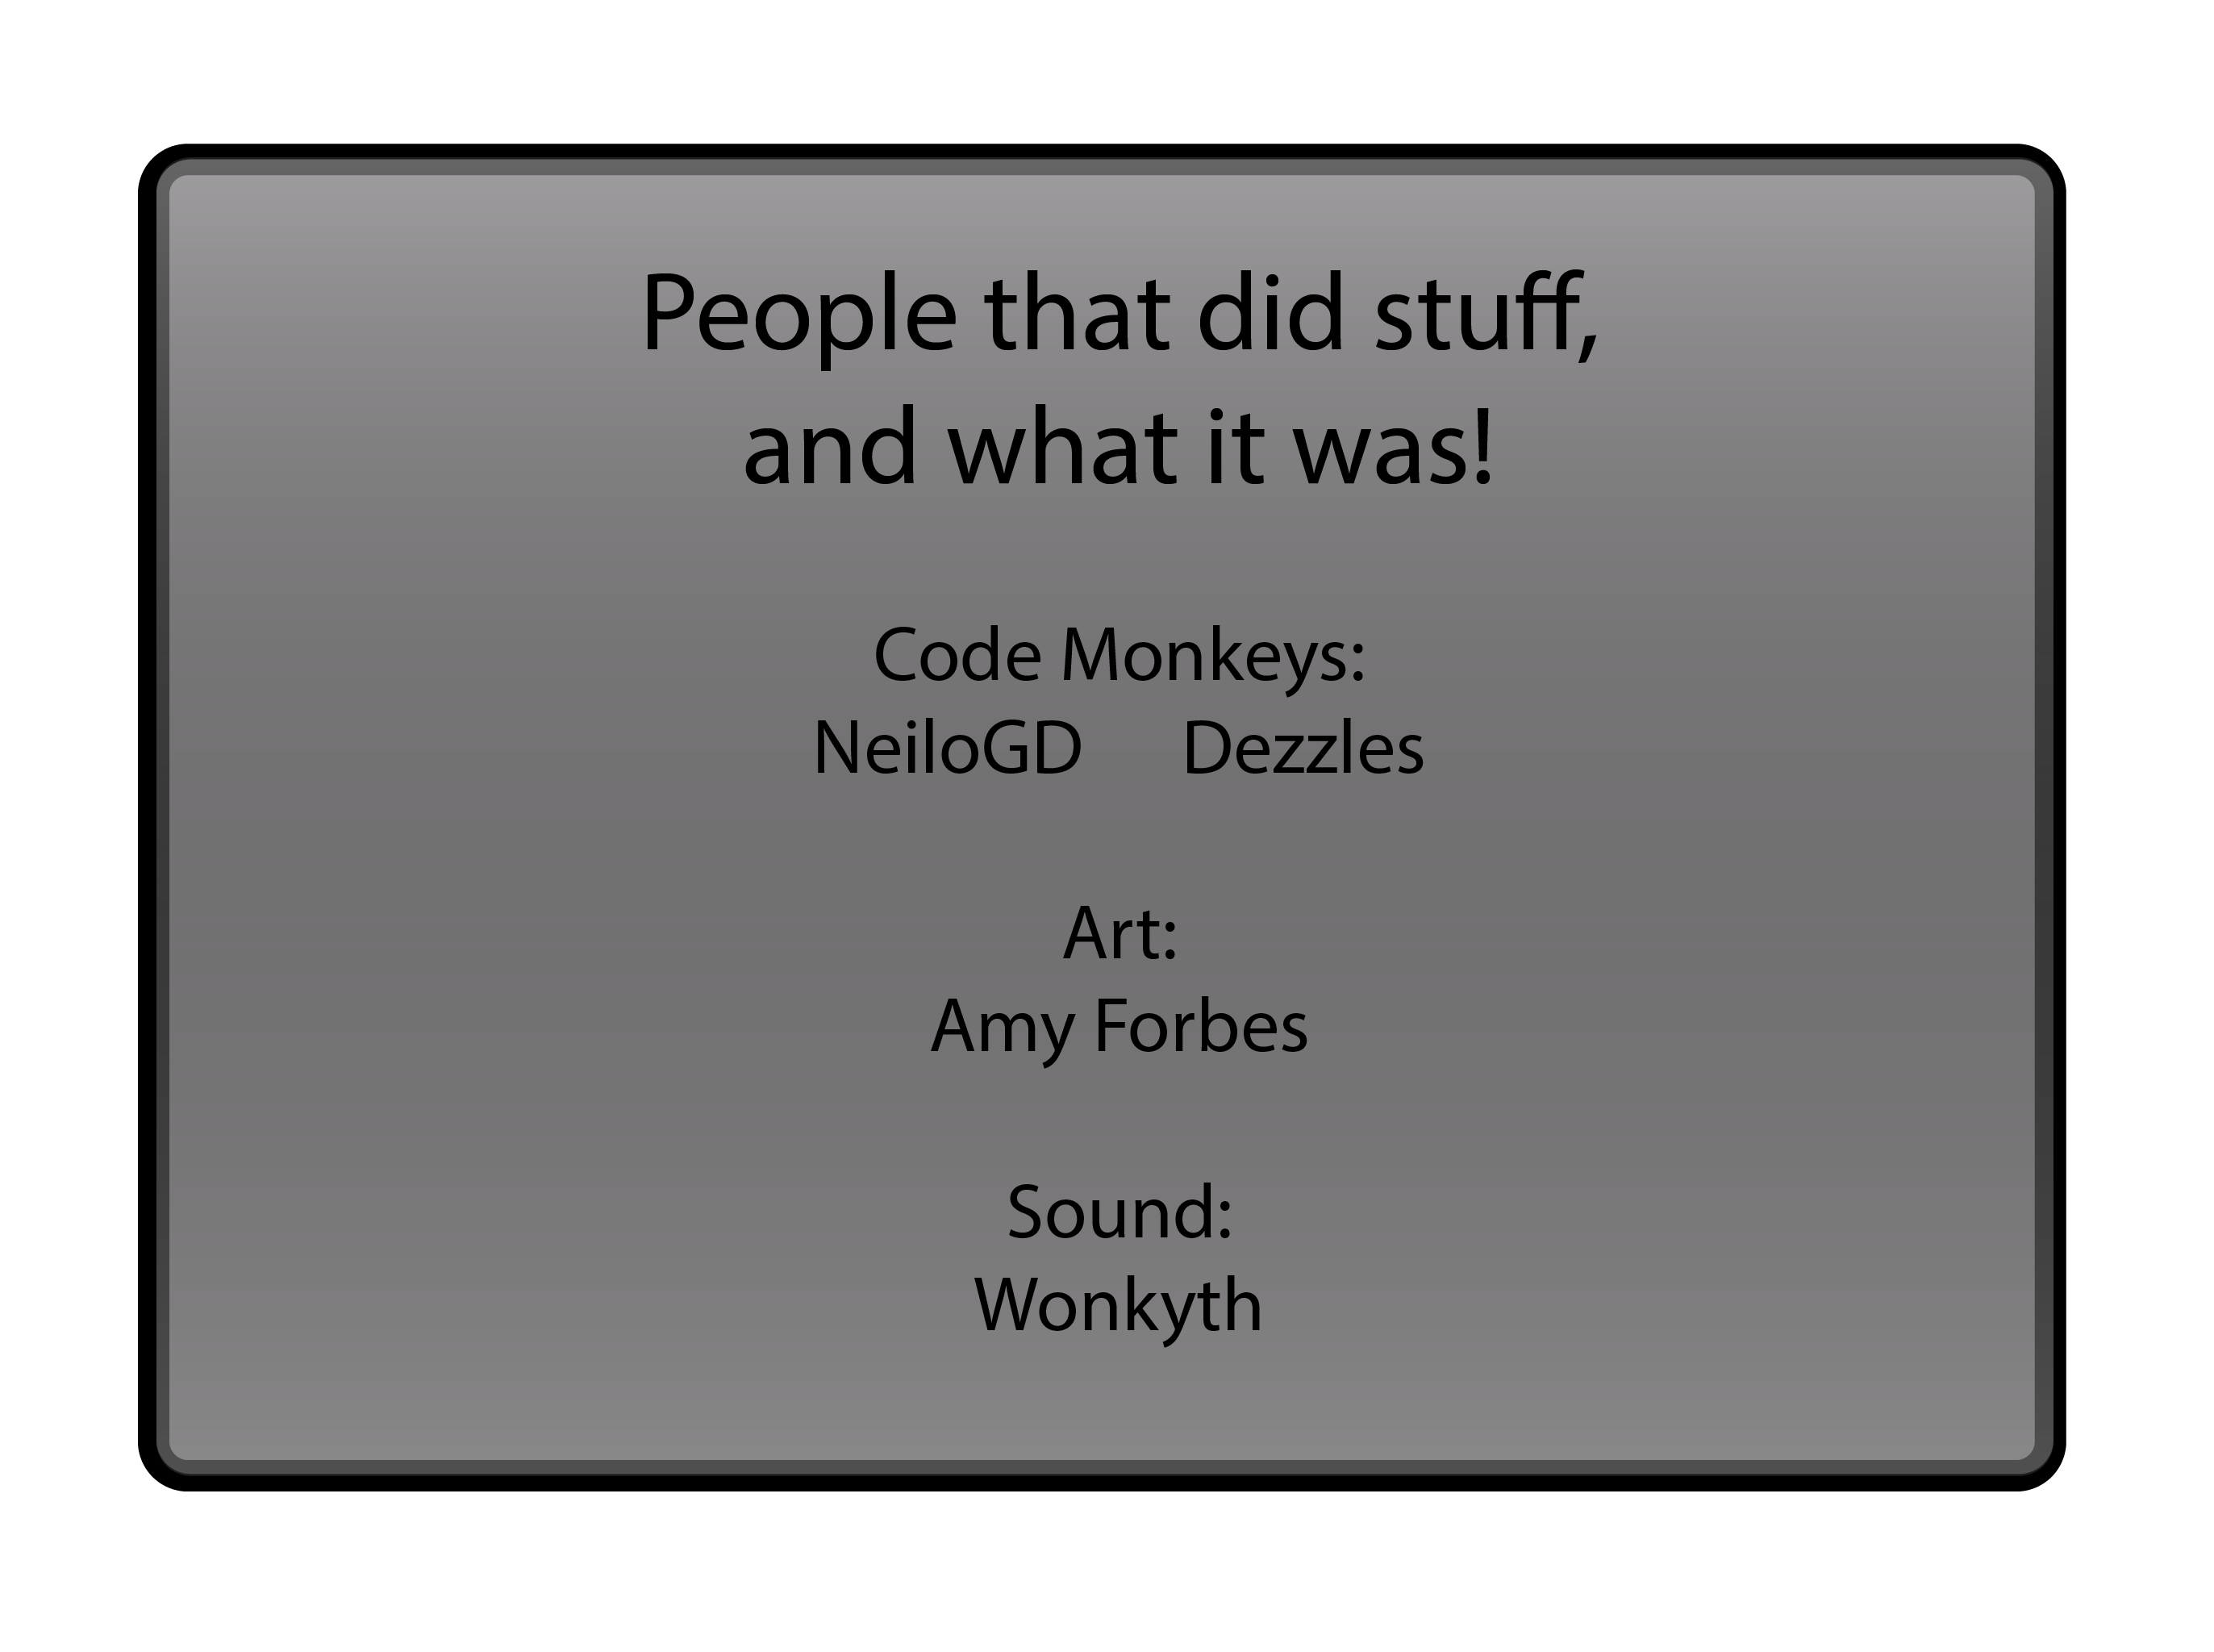 People that did stuff,
and what it was!
Code Monkeys:
NeiloGD Dezzles
Art:
Amy Forbes
Sound:
Wonkyth